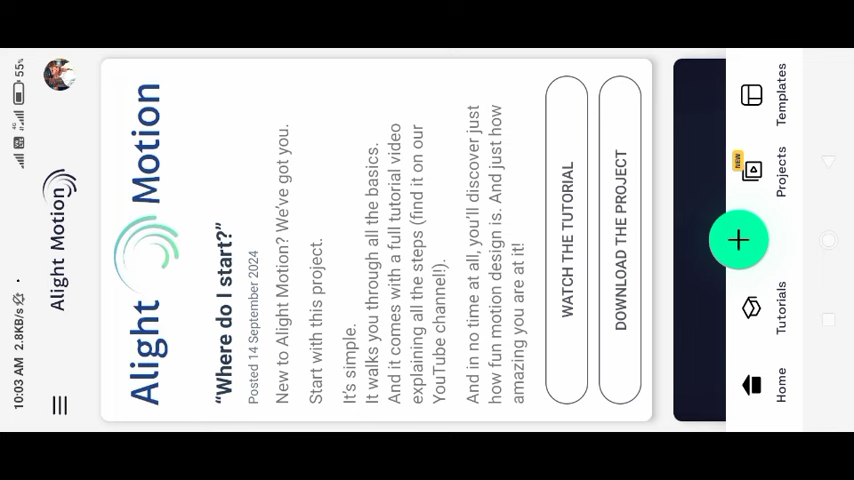 10:03 AM 2.8KB/s
4G
55%
Alight Motion
Alight Motion
“Where do I start?”
Posted 14 September 2024
New to Alight Motion? We’ve got you.
Start with this project.
It’s simple.
It walks you through all the basics.
And it comes with a full tutorial video
explaining all the steps (find it on our
YouTube channel!).
And in no time at all, you’ll discover just
how fun motion design is. And just how
amazing you are at it!
WATCH THE TUTORIAL
DOWNLOAD THE PROJECT
Home
Tutorials
NEW
Projects
Templates